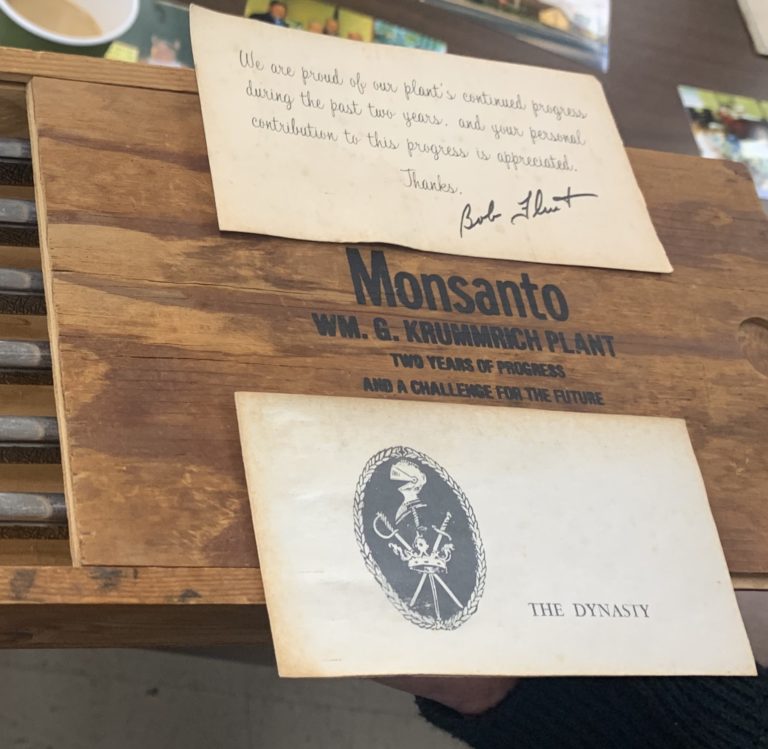 We are proud of our plant's continued progress
during the past two years, and your personal
contribution to this progress is appreciated.
Thanks.
Bob Flint
Monsanto
WM. G. KRUMMRICH PLANT
TWO YEARS OF PROGRESS
AND A CHALLENGE FOR THE FUTURE
THE DYNASTY